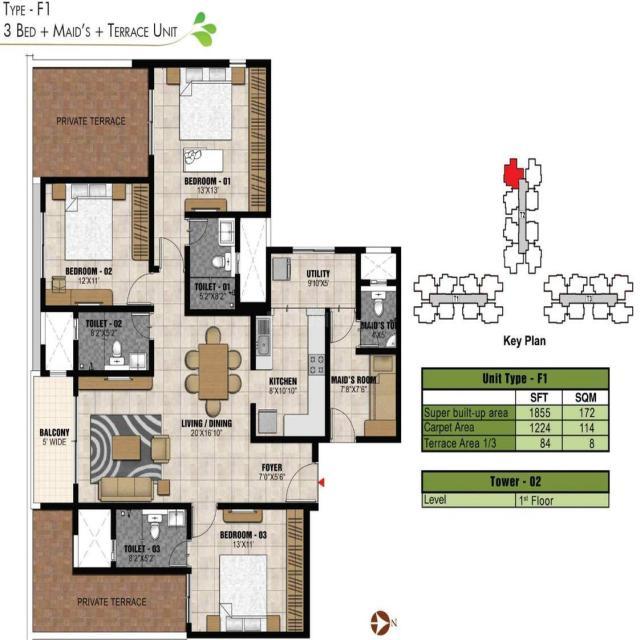 TYPE - F1
3 BED + MAID'S + TERRACE UNIT
PRIVATE TERRACE
BEDROOM - 01
13'X13'
BEDROOM - 02
12'X11'
TOILET - 01
5'2"X8'2"
UTILITY
9'10"X5'
TOILET - 02
8'2"X5'2"
MAID'S TOI
4'X5'
KITCHEN
8'X10'10"
MAID'S ROOM
7'8"X7'6"
BALCONY
5' WIDE
LIVING / DINING
20'X16'10"
FOYER
7'0"X5'6"
TOILET - 03
8'2"X5'2"
BEDROOM - 03
13'X11'
PRIVATE TERRACE
N
T2
T1
T3
Key Plan
Unit Type - F1
SFT SQM
Super built-up area 1855 172
Carpet Area 1224 114
Terrace Area 1/3 84 8
Tower - 02
Level 1st Floor